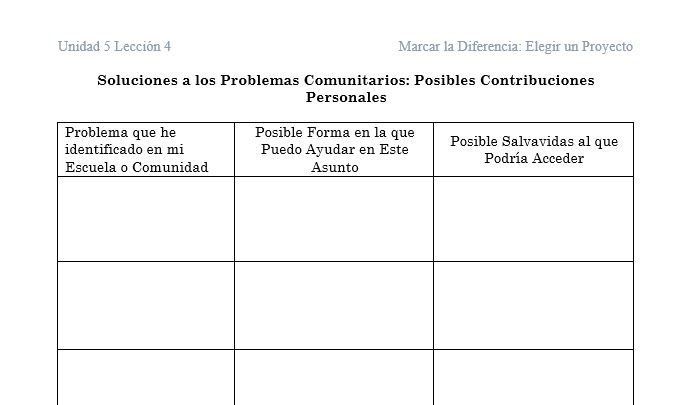 Unidad 5 Lección 4 Marcar la Diferencia: Elegir un Proyecto
Soluciones a los Problemas Comunitarios: Posibles Contribuciones
Personales
Problema que he
identificado en mi
Escuela o Comunidad
Posible Forma en la que
Puedo Ayudar en Este
Asunto
Posible Salvavidas al que
Podría Acceder